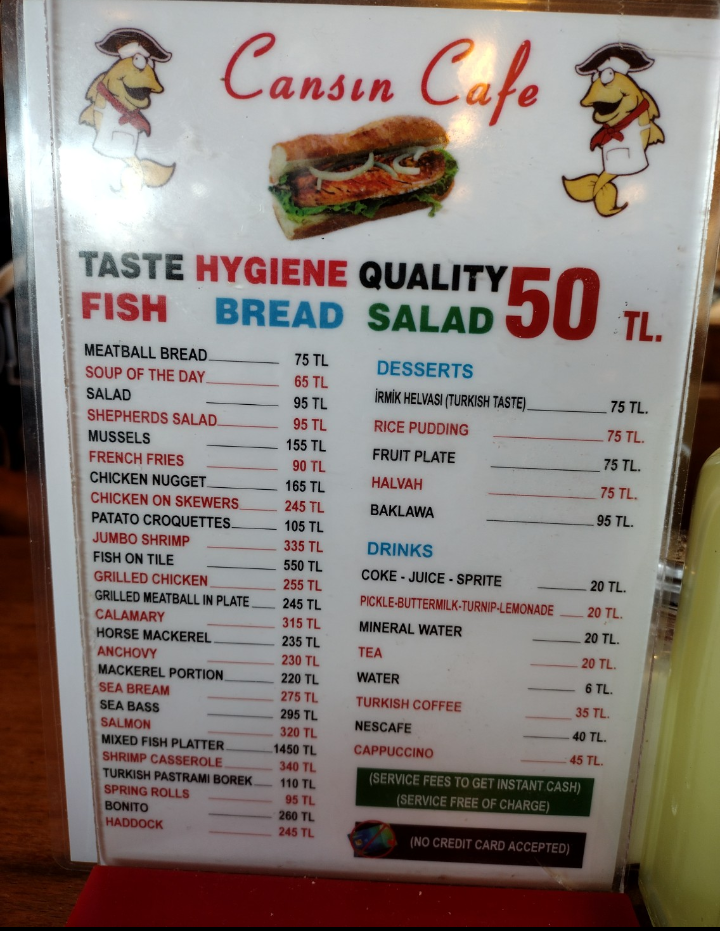 Cansın Cafe
TASTE HYGIENE QUALITY
FISH BREAD SALAD 50 TL.
MEATBALL BREAD 75 TL
SOUP OF THE DAY 65 TL
SALAD 95 TL
SHEPHERDS SALAD 95 TL
MUSSELS 155 TL
FRENCH FRIES 90 TL
CHICKEN NUGGET 165 TL
CHICKEN ON SKEWERS 245 TL
PATATO CROQUETTES 105 TL
JUMBO SHRIMP 335 TL
FISH ON TILE 550 TL
GRILLED CHICKEN 255 TL
GRILLED MEATBALL IN PLATE 245 TL
CALAMARY 315 TL
HORSE MACKEREL 235 TL
ANCHOVY 230 TL
MACKEREL PORTION 220 TL
SEA BREAM 275 TL
SEA BASS 295 TL
SALMON 320 TL
MIXED FISH PLATTER 1450 TL
SHRIMP CASSEROLE 340 TL
TURKISH PASTRAMI BOREK 110 TL
SPRING ROLLS 95 TL
BONITO 260 TL
HADDOCK 245 TL
DESSERTS
İRMİK HELVASI (TURKISH TASTE) 75 TL.
RICE PUDDING 75 TL.
FRUIT PLATE 75 TL.
HALVAH 75 TL.
BAKLAWA 95 TL.
DRINKS
COKE - JUICE - SPRITE 20 TL.
PICKLE-BUTTERMILK-TURNIP-LEMONADE 20 TL.
MINERAL WATER 20 TL.
TEA 20 TL.
WATER 6 TL.
TURKISH COFFEE 35 TL.
NESCAFE 40 TL.
CAPPUCCINO 45 TL.
(SERVICE FEES TO GET INSTANT CASH)
(SERVICE FREE OF CHARGE)
(NO CREDIT CARD ACCEPTED)